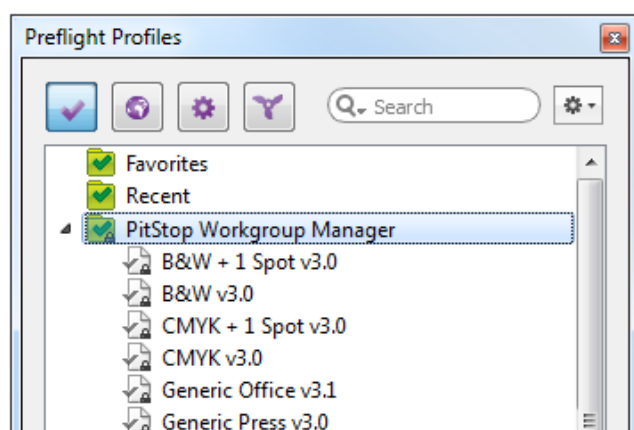 Preflight Profiles
Search
Favorites
Recent
PitStop Workgroup Manager
B&W + 1 Spot v3.0
B&W v3.0
CMYK + 1 Spot v3.0
CMYK v3.0
Generic Office v3.1
Generic Press v3.0